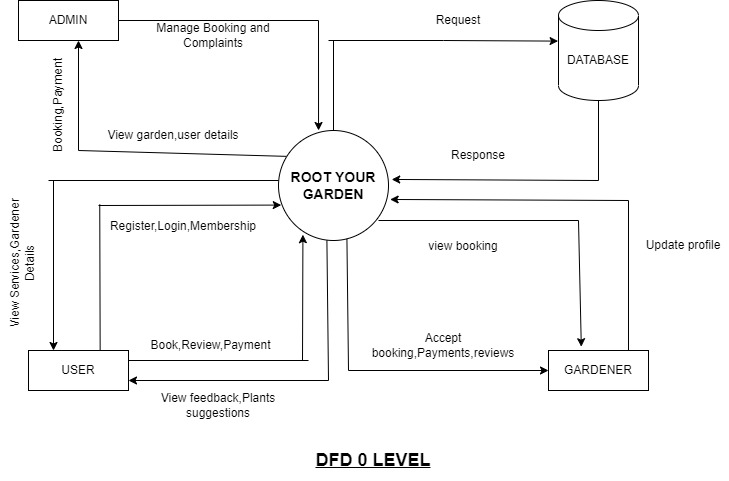 ADMIN
Manage Booking and
Complaints
Request
DATABASE
Booking,Payment
View garden,user details
Response
ROOT YOUR
GARDEN
View Services,Gardener
Details
Register,Login,Membership
view booking
Update profile
Book,Review,Payment
Accept
booking,Payments,reviews
USER
GARDENER
View feedback,Plants
suggestions
DFD 0 LEVEL